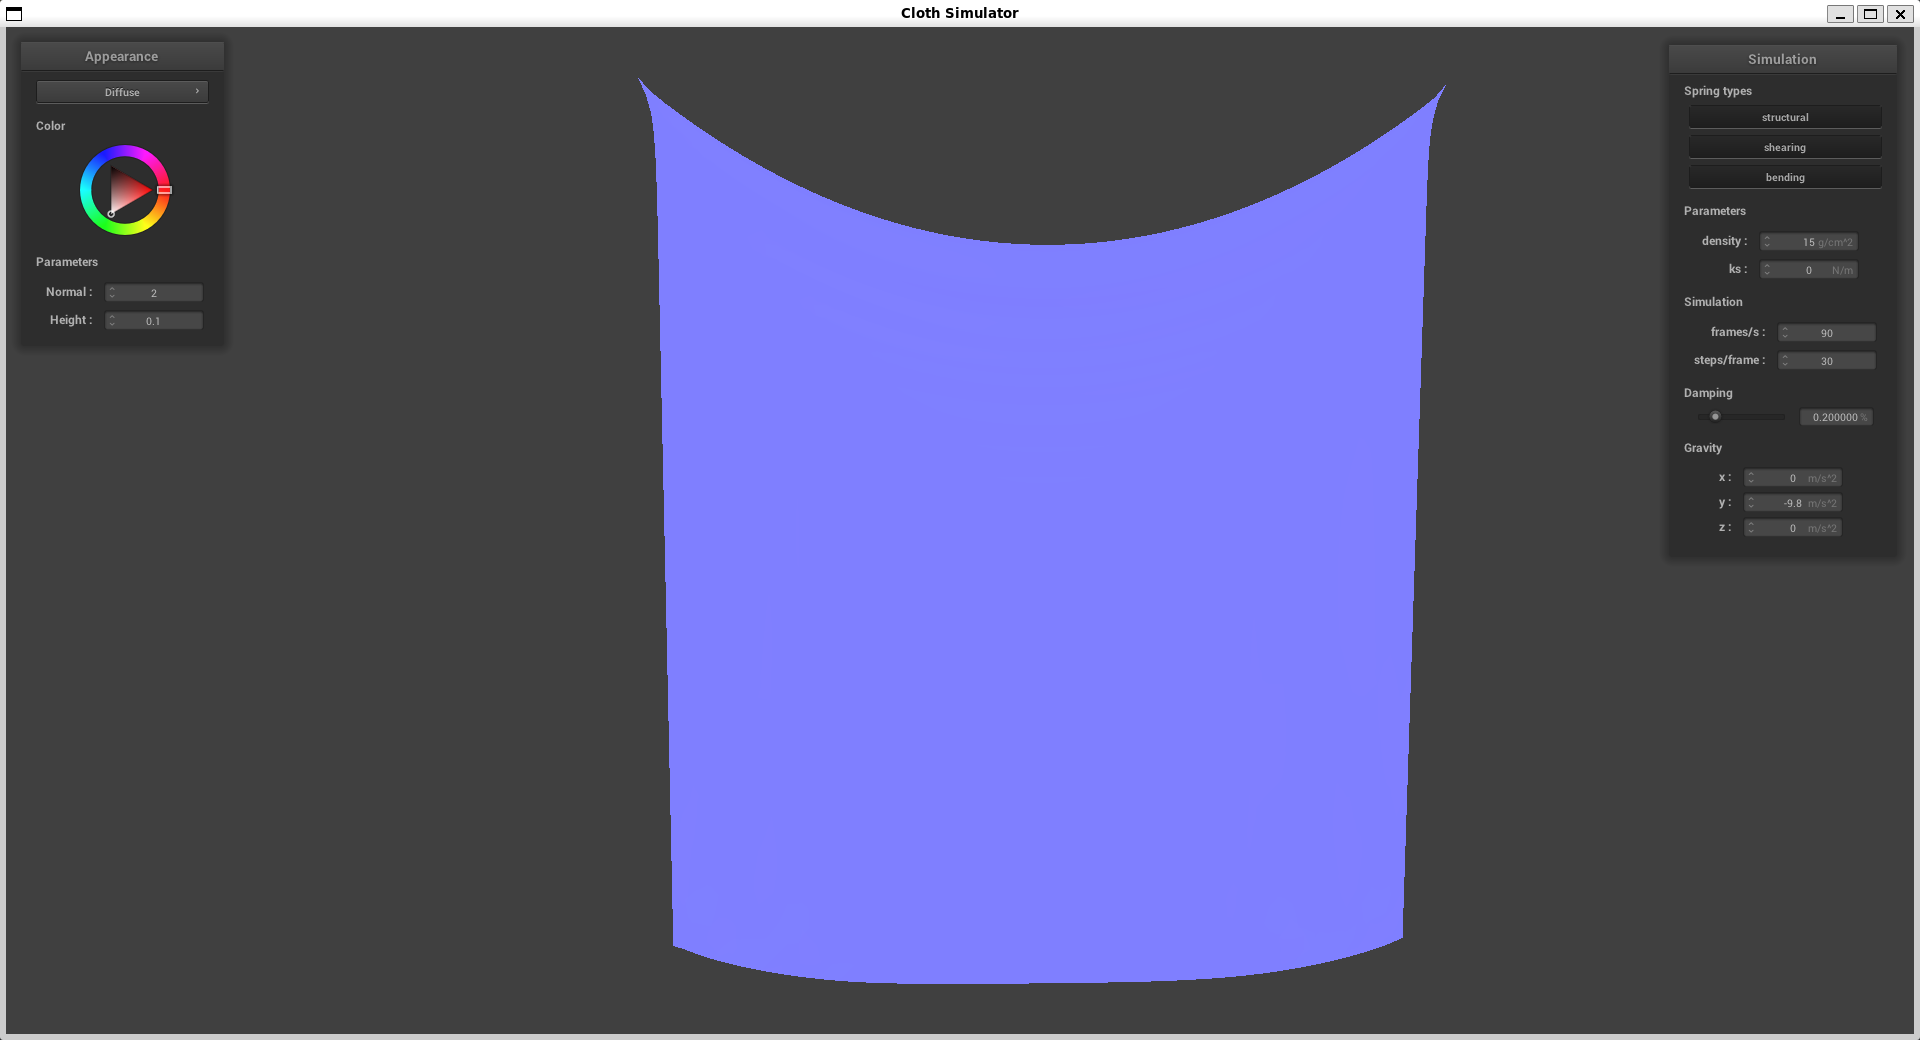 Cloth Simulator
Appearance
Diffuse
Color
Parameters
Normal : 2
Height : 0.1
Simulation
Spring types
structural
shearing
bending
Parameters
density : 15 g/cm^2
ks : 0 N/m
Simulation
frames/s : 90
steps/frame : 30
Damping
0.200000 %
Gravity
x : 0 m/s^2
y : -9.8 m/s^2
z : 0 m/s^2